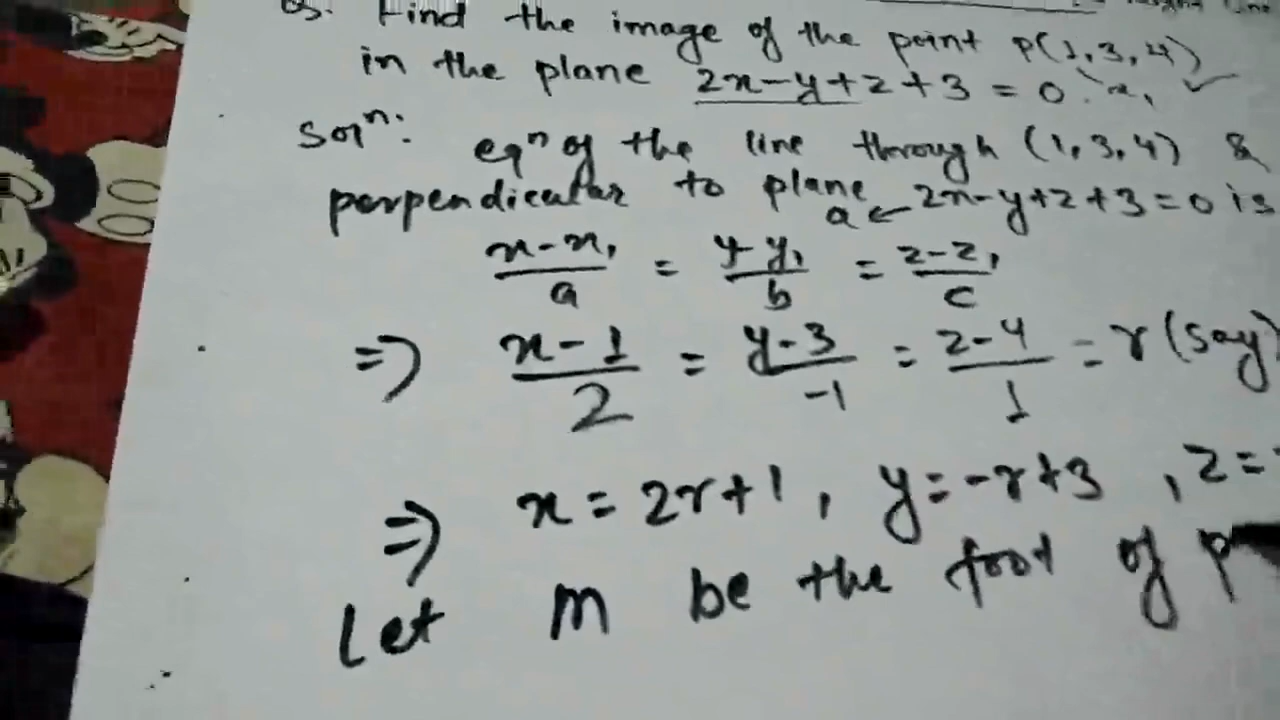 Find the image of the point P(1,3,4)
in the plane 2x-y+z+3=0.
Solⁿ: eqⁿ of the line through (1,3,4) &
perpendicular to plane 2x-y+z+3=0 is
a←
x-x₁/a = y-y₁/b = z-z₁/c
⇒ x-1/2 = y-3/-1 = z-4/1 = r (say)
⇒ x=2r+1, y=-r+3, z=
Let M be the foot of